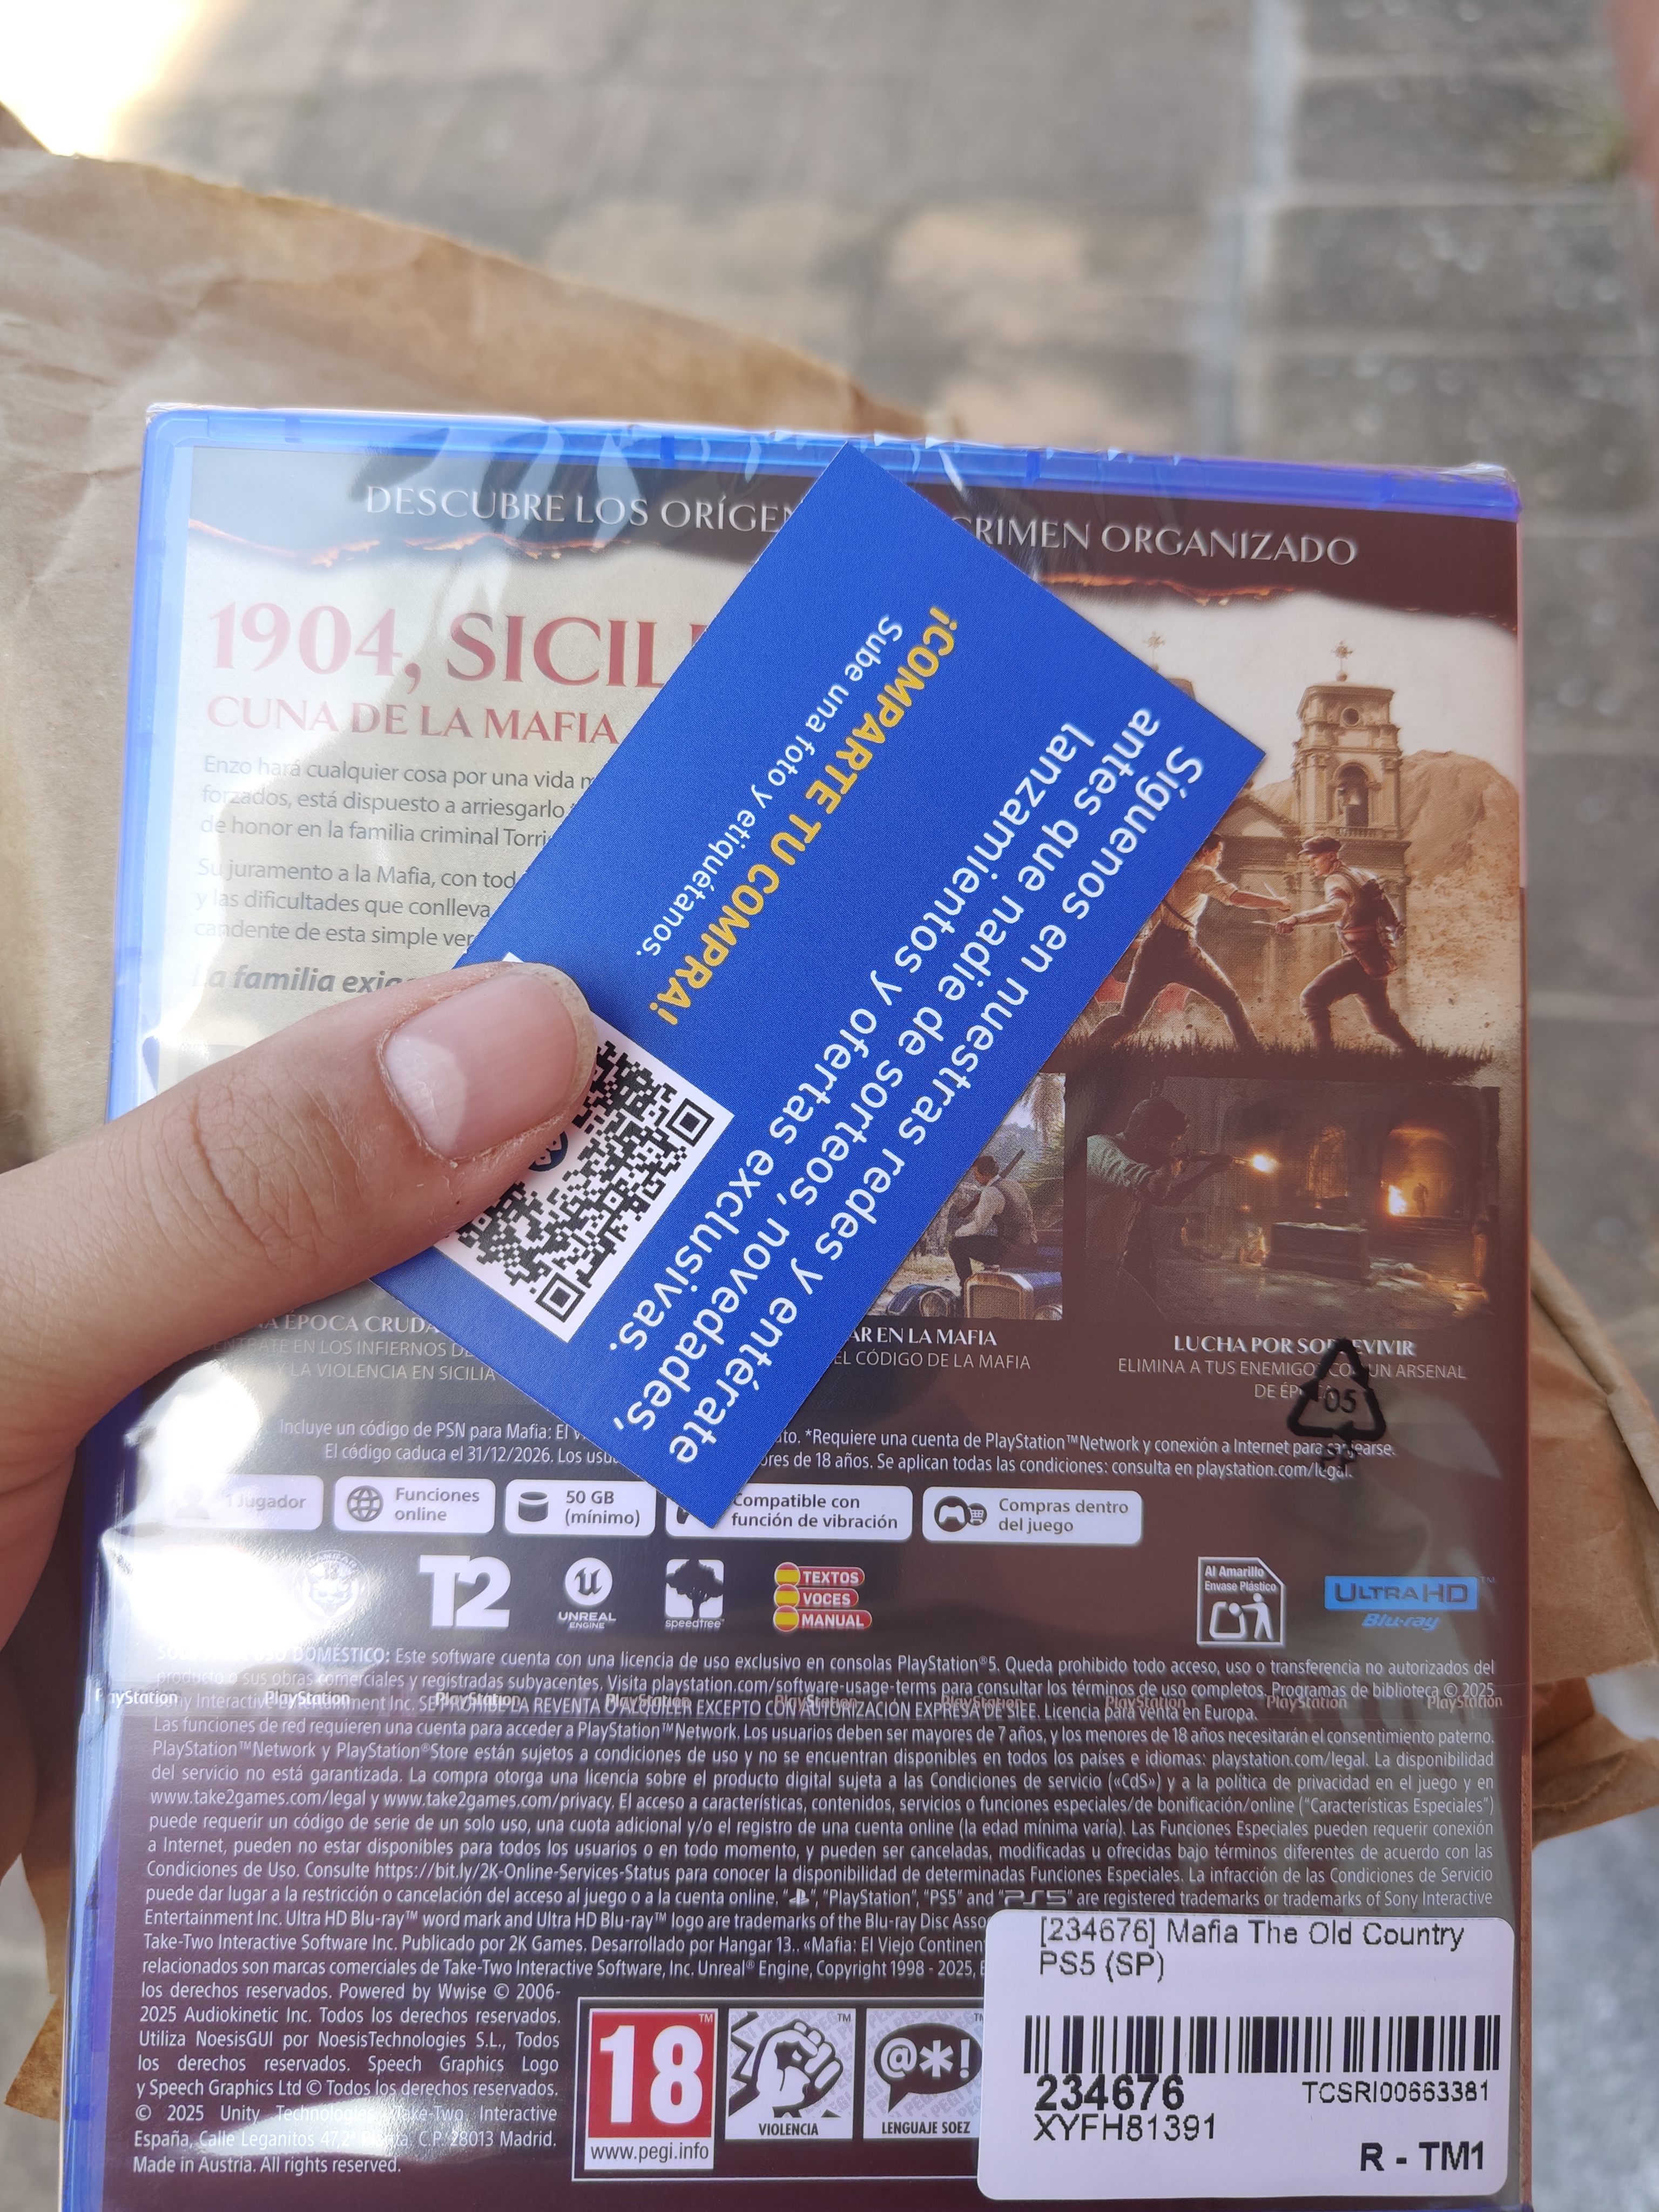 DESCUBRE LOS ORÍGEN
CRIMEN ORGANIZADO
1904, SICIL
CUNA DE LA MAFIA
Enzo hará cualquier cosa por una vida
forzados, está dispuesto a arriesgarlo
de honor en la familia criminal Torri
Su juramento a la Mafia, con tod
y las dificultades que conlleva
candente de esta simple ver
La familia exig
¡COMPARTE TU COMPRA!
Sube una foto y etiquétanos.
Síguenos en nuestras redes y entérate
antes que nadie de sorteos, novedades,
lanzamientos y ofertas exclusivas.
ÉPOCA CRUDA
EN LOS INFIERNOS DE
Y LA VIOLENCIA EN SICILIA
AR EN LA MAFIA
EL CÓDIGO DE LA MAFIA
LUCHA POR SOBREVIVIR
ELIMINA A TUS ENEMIGOS CON UN ARSENAL
DE ÉPOCA
05
PP
Incluye un código de PSN para Mafia: El V
to. *Requiere una cuenta de PlayStation™Network y conexión a Internet para canjearse.
El código caduca el 31/12/2026. Los usu
ores de 18 años. Se aplican todas las condiciones: consulta en playstation.com/legal.
1 Jugador
Funciones
online
50 GB
(mínimo)
Compatible con
función de vibración
Compras dentro
del juego
T2
UNREAL
ENGINE
speedtree™
TEXTOS
VOCES
MANUAL
Al Amarillo
Envase Plástico
ULTRA HD™
Blu-ray
SOLO PARA USO DOMÉSTICO: Este software cuenta con una licencia de uso exclusivo en consolas PlayStation®5. Queda prohibido todo acceso, uso o transferencia no autorizados del
producto o sus obras comerciales y registradas subyacentes. Visita playstation.com/software-usage-terms para consultar los términos de uso completos. Programas de biblioteca © 2025
Sony Interactive Entertainment Inc. SE PROHÍBE LA REVENTA O ALQUILER EXCEPTO CON AUTORIZACIÓN EXPRESA DE SIEE. Licencia para venta en Europa.
PlayStation PlayStation PlayStation PlayStation PlayStation PlayStation PlayStation PlayStation PlayStation
Las funciones de red requieren una cuenta para acceder a PlayStation™Network. Los usuarios deben ser mayores de 7 años, y los menores de 18 años necesitarán el consentimiento paterno.
PlayStation™Network y PlayStation®Store están sujetos a condiciones de uso y no se encuentran disponibles en todos los países e idiomas: playstation.com/legal. La disponibilidad
del servicio no está garantizada. La compra otorga una licencia sobre el producto digital sujeta a las Condiciones de servicio («CdS») y a la política de privacidad en el juego y en
www.take2games.com/legal y www.take2games.com/privacy. El acceso a características, contenidos, servicios o funciones especiales/de bonificación/online ("Características Especiales")
puede requerir un código de serie de un solo uso, una cuota adicional y/o el registro de una cuenta online (la edad mínima varía). Las Funciones Especiales pueden requerir conexión
a Internet, pueden no estar disponibles para todos los usuarios o en todo momento, y pueden ser canceladas, modificadas u ofrecidas bajo términos diferentes de acuerdo con las
Condiciones de Uso. Consulte https://bit.ly/2K-Online-Services-Status para conocer la disponibilidad de determinadas Funciones Especiales. La infracción de las Condiciones de Servicio
puede dar lugar a la restricción o cancelación del acceso al juego o a la cuenta online. "", "PlayStation", "PS5" and "PS5" are registered trademarks or trademarks of Sony Interactive
Entertainment Inc. Ultra HD Blu-ray™ word mark and Ultra HD Blu-ray™ logo are trademarks of the Blu-ray Disc Asso
Take-Two Interactive Software Inc. Publicado por 2K Games. Desarrollado por Hangar 13.. «Mafia: El Viejo Continen
relacionados son marcas comerciales de Take-Two Interactive Software, Inc. Unreal® Engine, Copyright 1998 - 2025, E
los derechos reservados. Powered by Wwise © 2006-
2025 Audiokinetic Inc. Todos los derechos reservados.
Utiliza NoesisGUI por NoesisTechnologies S.L., Todos
los derechos reservados. Speech Graphics Logo
y Speech Graphics Ltd © Todos los derechos reservados.
© 2025 Unity Technologies Take-Two Interactive
España, Calle Leganitos 47,2ª Planta. C.P. 28013 Madrid.
Made in Austria. All rights reserved.
18™
www.pegi.info
VIOLENCIA
@*!
LENGUAJE SOEZ
[234676] Mafia The Old Country
PS5 (SP)
234676
TCSRI00663381
XYFH81391
R - TM1